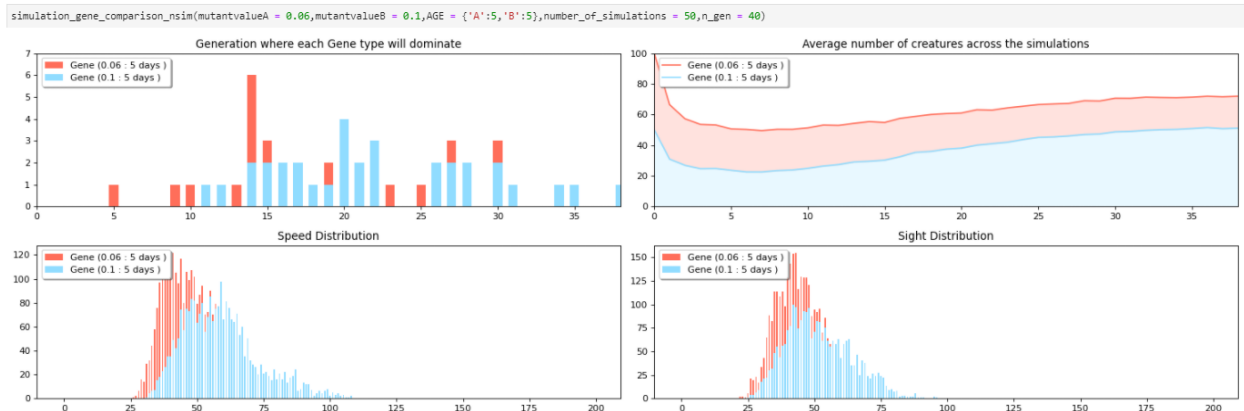 simulation_gene_comparison_nsim(mutantvalueA = 0.06,mutantvalueB = 0.1,AGE = {'A':5,'B':5},number_of_simulations = 50,n_gen = 40)
Generation where each Gene type will dominate
7
6
5
4
3
2
1
0
Gene (0.06 : 5 days )
Gene (0.1 : 5 days )
0 5 10 15 20 25 30 35
Average number of creatures across the simulations
100
80
60
40
20
0
Gene (0.06 : 5 days )
Gene (0.1 : 5 days )
0 5 10 15 20 25 30 35
Speed Distribution
120
100
80
60
40
20
0
Gene (0.06 : 5 days )
Gene (0.1 : 5 days )
0 25 50 75 100 125 150 175 200
Sight Distribution
150
125
100
75
50
25
0
Gene (0.06 : 5 days )
Gene (0.1 : 5 days )
0 25 50 75 100 125 150 175 200